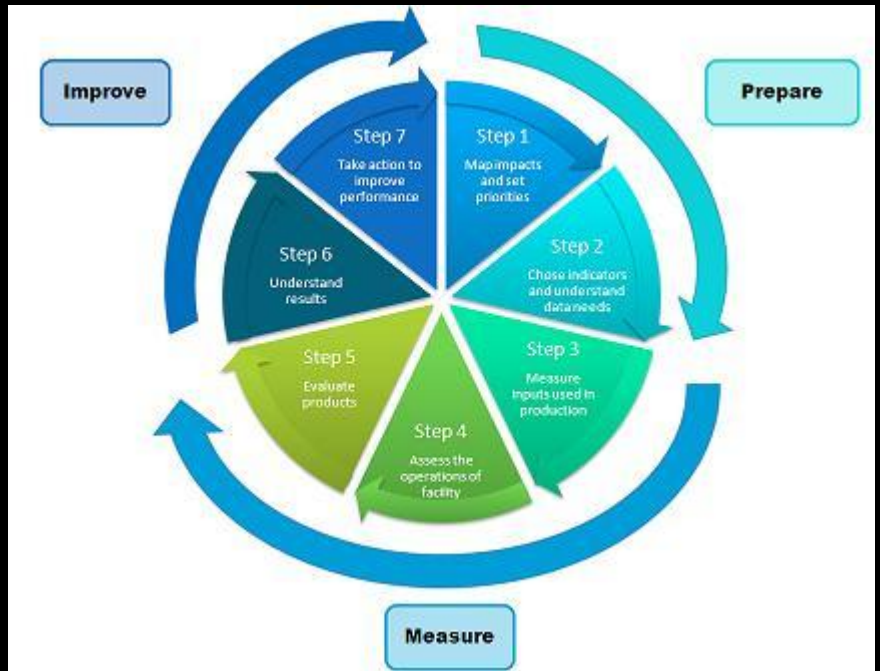 Improve
Prepare
Step 1
Map impacts
and set
priorities
Step 2
Chose indicators
and understand
data needs
Step 3
Measure
inputs used in
production
Step 4
Assess the
operations of
facility
Step 5
Evaluate
products
Step 6
Understand
results
Step 7
Take action to
improve
performance
Measure